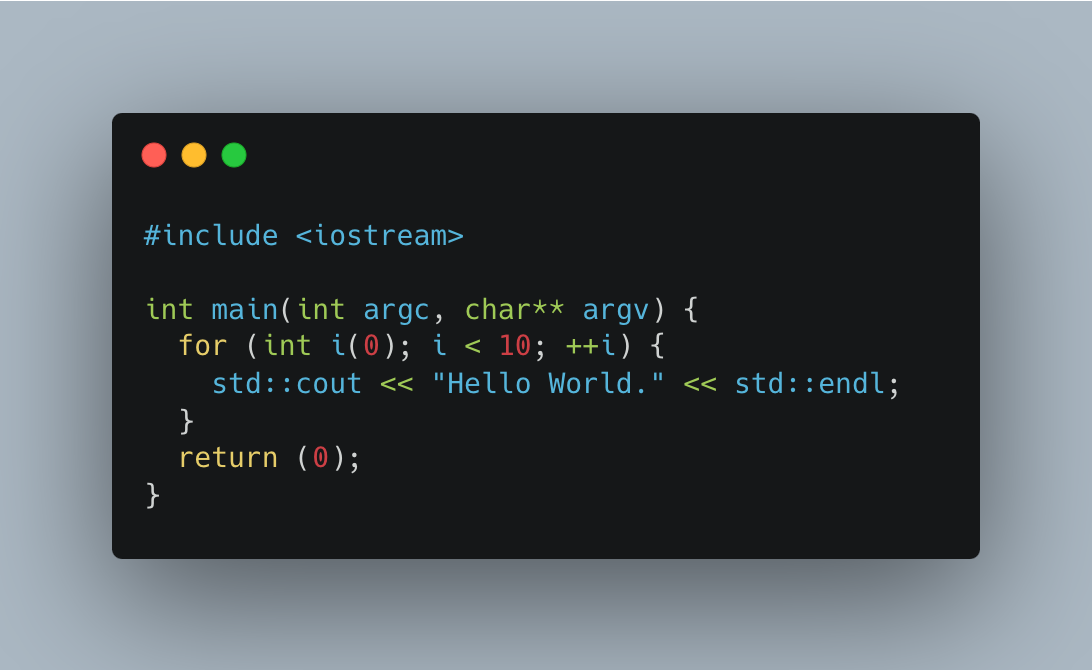 #include <iostream>
int main(int argc, char** argv) {
  for (int i(0); i < 10; ++i) {
    std::cout << "Hello World." << std::endl;
  }
  return (0);
}